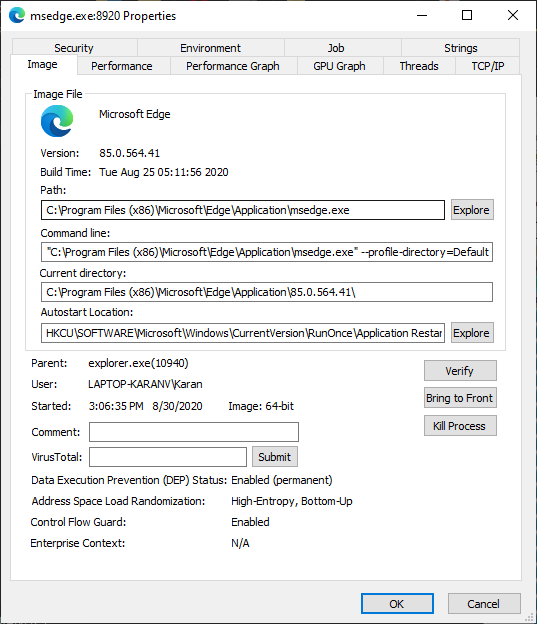 msedge.exe:8920 Properties
Security Environment Job Strings
Image Performance Performance Graph GPU Graph Threads TCP/IP
Image File
Microsoft Edge
Version: 85.0.564.41
Build Time: Tue Aug 25 05:11:56 2020
Path:
C:\Program Files (x86)\Microsoft\Edge\Application\msedge.exe Explore
Command line:
"C:\Program Files (x86)\Microsoft\Edge\Application\msedge.exe" --profile-directory=Default
Current directory:
C:\Program Files (x86)\Microsoft\Edge\Application\85.0.564.41\
Autostart Location:
HKCU\SOFTWARE\Microsoft\Windows\CurrentVersion\RunOnce\Application Restar Explore
Parent: explorer.exe(10940)
Verify
User: LAPTOP-KARANV\Karan
Bring to Front
Started: 3:06:35 PM 8/30/2020 Image: 64-bit
Kill Process
Comment:
VirusTotal: Submit
Data Execution Prevention (DEP) Status: Enabled (permanent)
Address Space Load Randomization: High-Entropy, Bottom-Up
Control Flow Guard: Enabled
Enterprise Context: N/A
OK Cancel